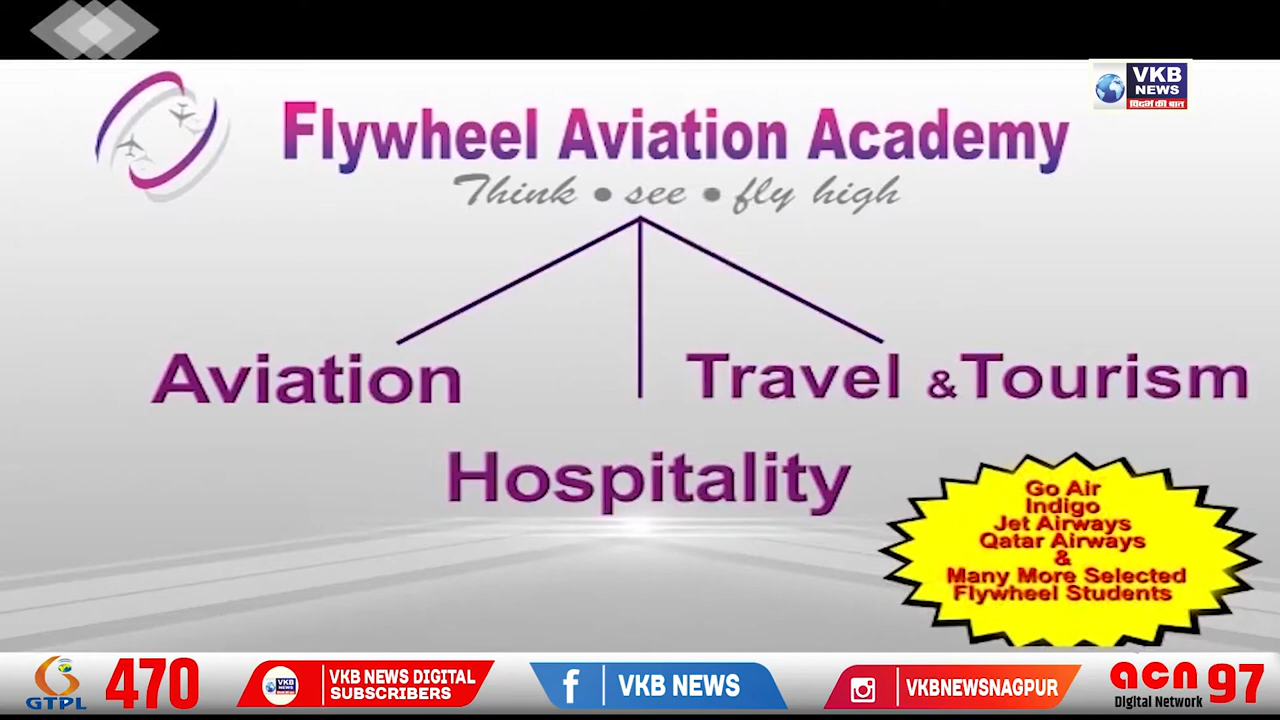 VKB
NEWS
विदर्भ की बात
Flywheel Aviation Academy
Think • see • fly high
Aviation
Travel & Tourism
Hospitality
Go Air
Indigo
Jet Airways
Qatar Airways
&
Many More Selected
Flywheel Students
GTPL
470
VKB NEWS
VKB NEWS DIGITAL
SUBSCRIBERS
VKB NEWS
VKBNEWSNAGPUR
acn 97
Digital Network